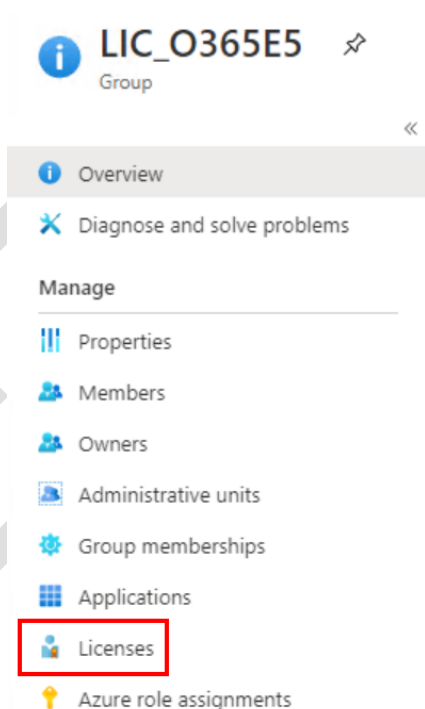 LIC_O365E5
Group
«
Overview
Diagnose and solve problems
Manage
Properties
Members
Owners
Administrative units
Group memberships
Applications
Licenses
Azure role assignments